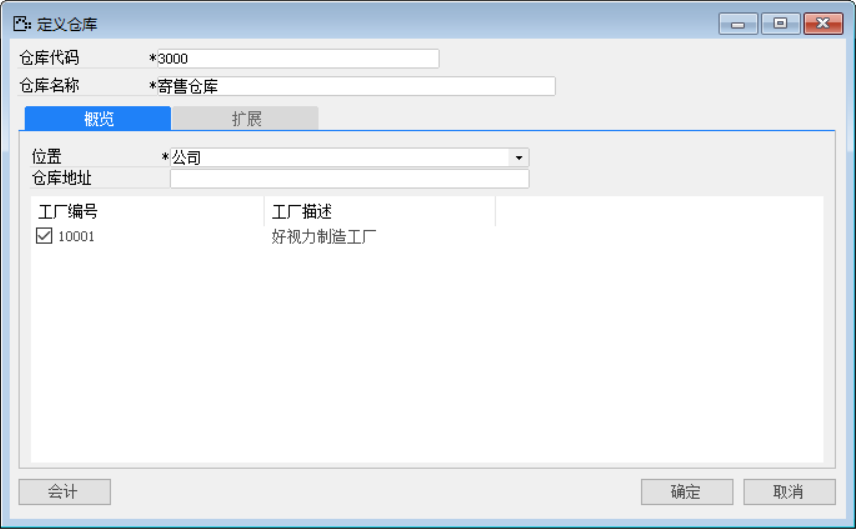 定义仓库
仓库代码 *3000
仓库名称 *寄售仓库
概览 扩展
位置 *公司
仓库地址
工厂编号 工厂描述
10001 好视力制造工厂
会计 确定 取消